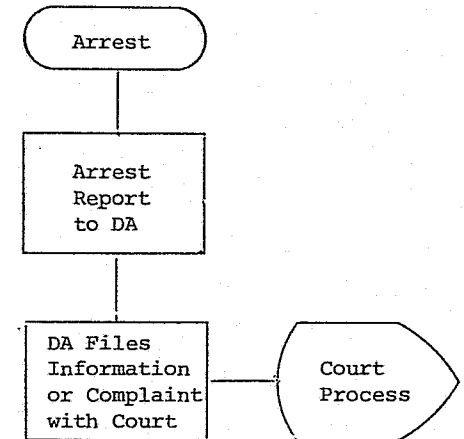 Arrest
Arrest
Report
to DA
DA Files
Information
or Complaint
with Court
Court
Process